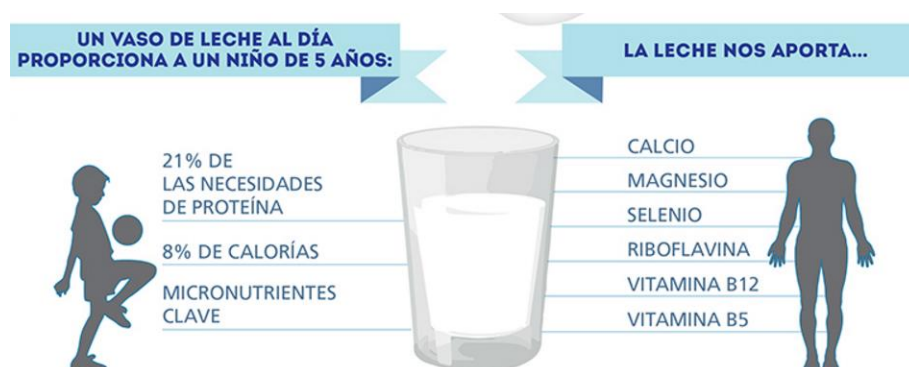 UN VASO DE LECHE AL DÍA
PROPORCIONA A UN NIÑO DE 5 AÑOS:
21% DE
LAS NECESIDADES
DE PROTEÍNA
8% DE CALORÍAS
MICRONUTRIENTES
CLAVE
LA LECHE NOS APORTA...
CALCIO
MAGNESIO
SELENIO
RIBOFLAVINA
VITAMINA B12
VITAMINA B5